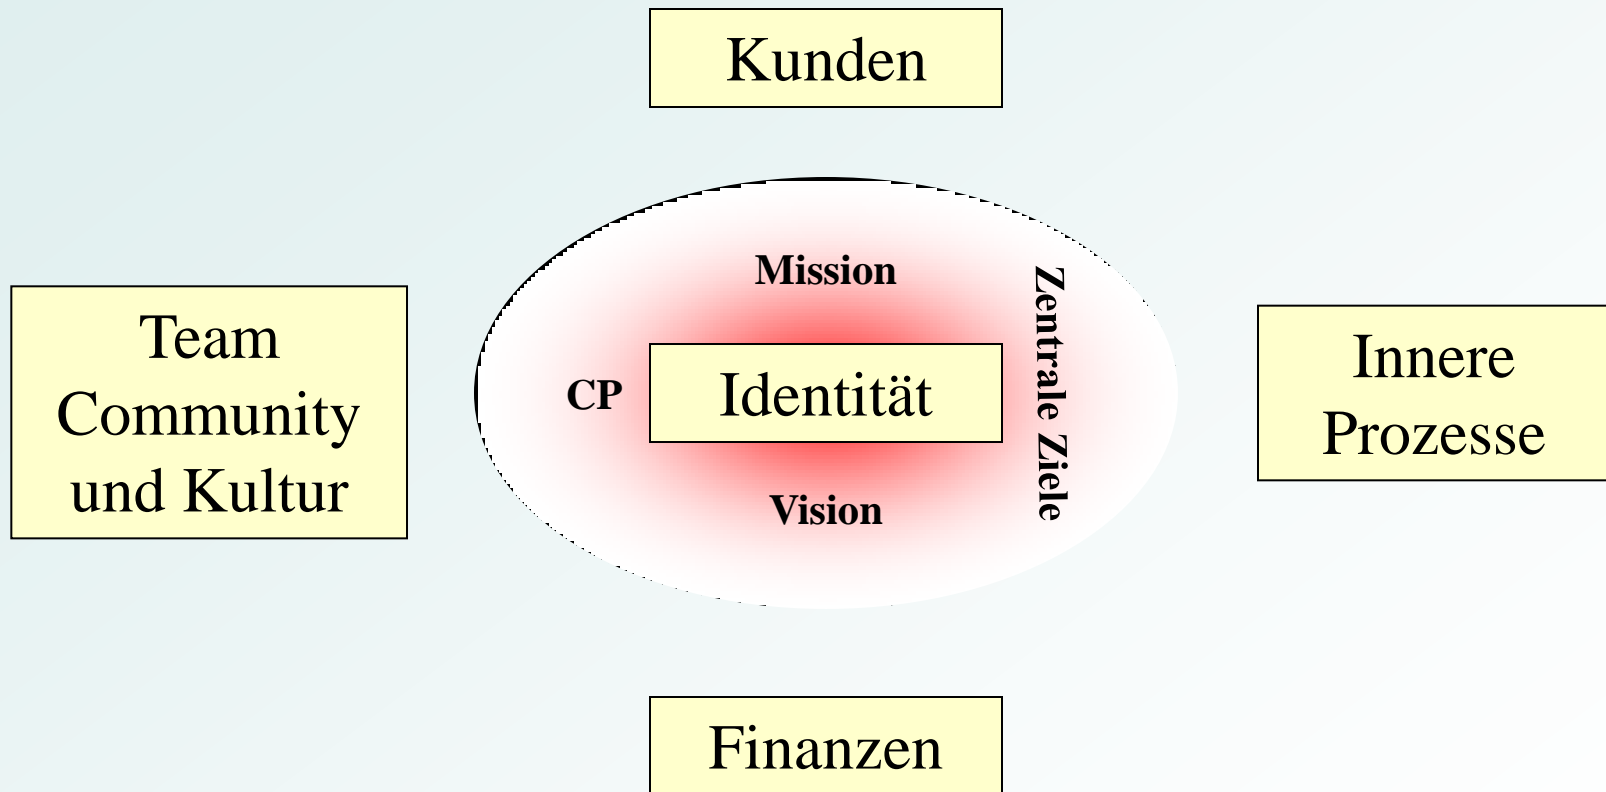 Kunden
Mission
Zentrale Ziele
Team
Community
und Kultur
CP
Identität
Innere
Prozesse
Vision
Finanzen